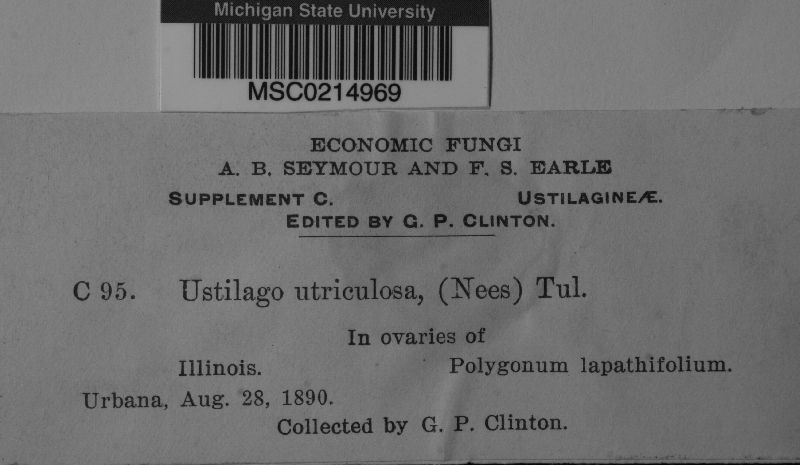 Michigan State University
MSC0214969
ECONOMIC FUNGI
A. B. SEYMOUR AND F. S. EARLE
SUPPLEMENT C. USTILAGINEÆ.
EDITED BY G. P. CLINTON.
C 95. Ustilago utriculosa, (Nees) Tul.
In ovaries of
Illinois. Polygonum lapathifolium.
Urbana, Aug. 28, 1890.
Collected by G. P. Clinton.